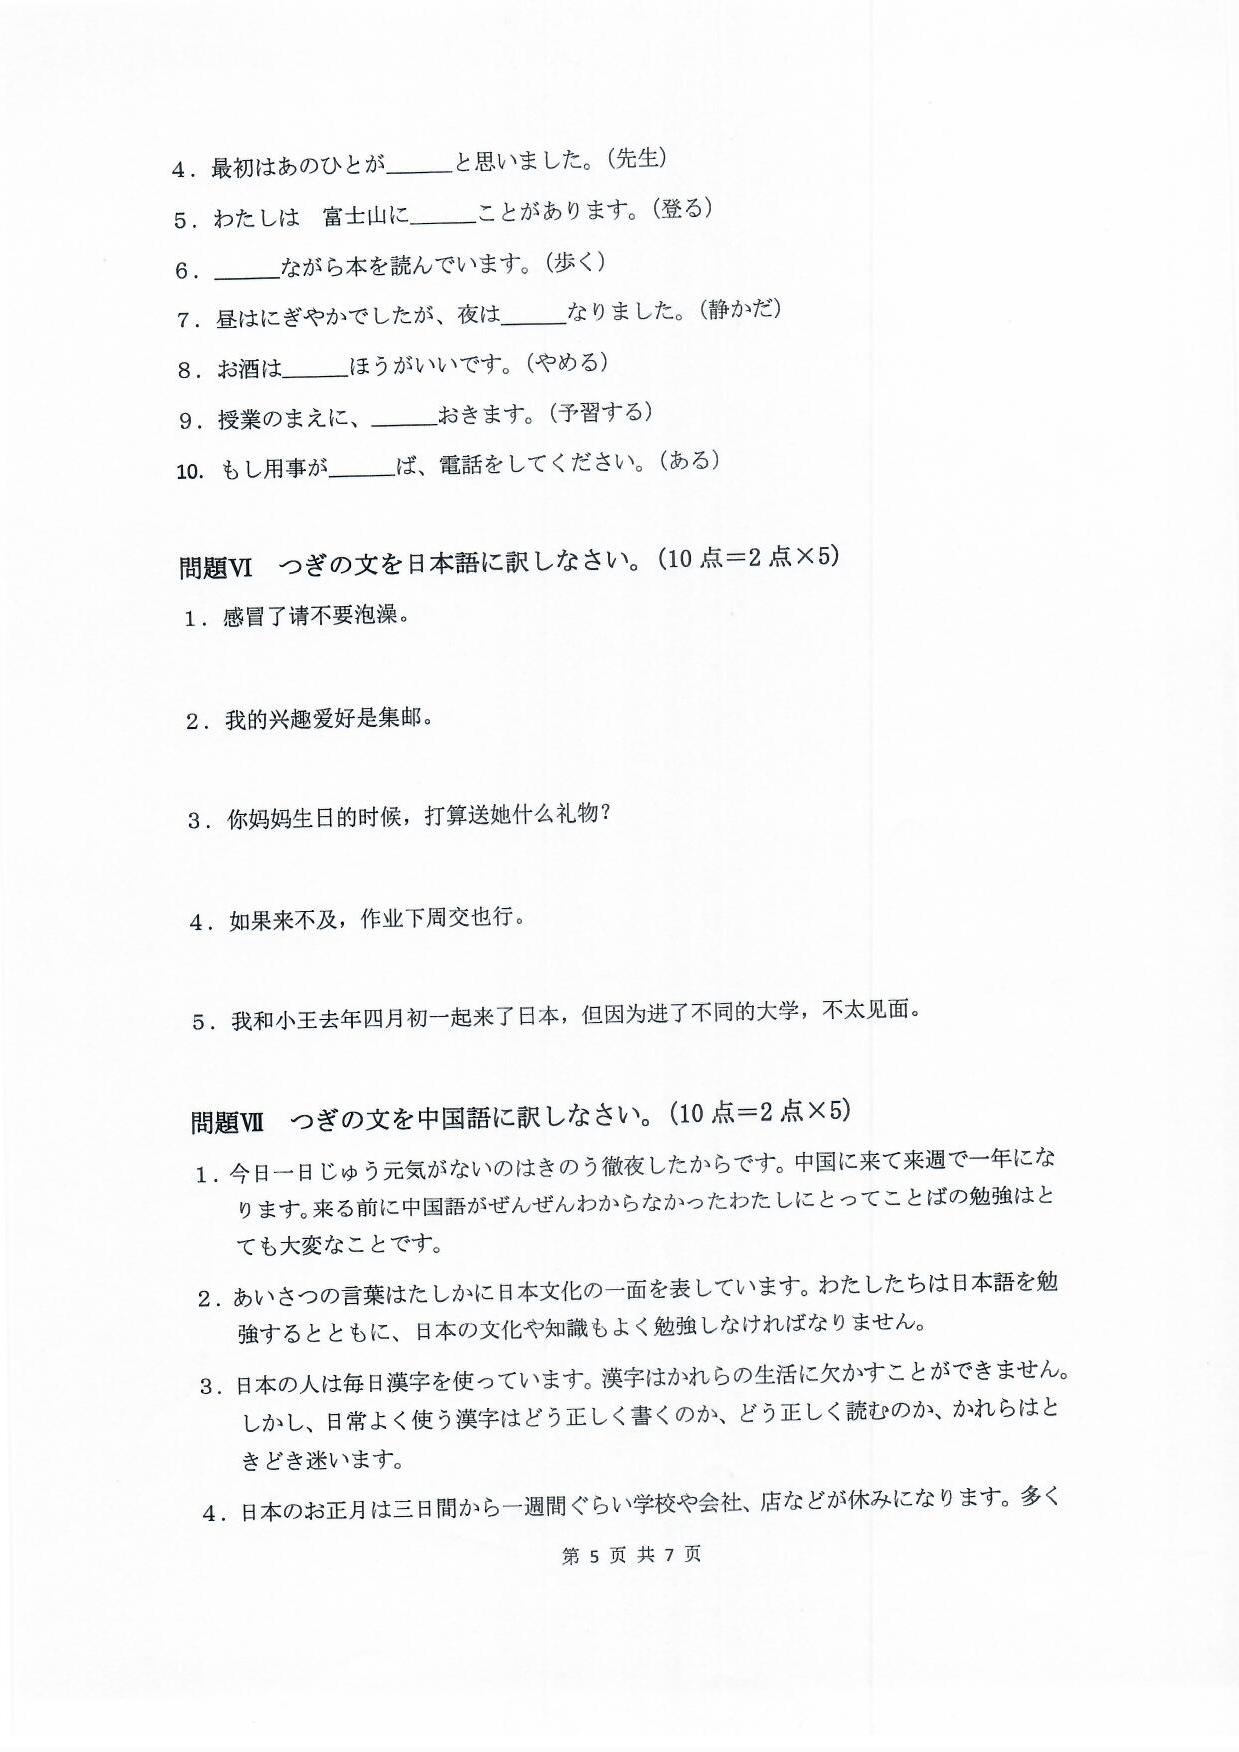 4．最初はあのひとが______と思いました。（先生）
5．わたしは　富士山に______ことがあります。（登る）
6．______ながら本を読んでいます。（歩く）
7．昼はにぎやかでしたが、夜は______なりました。（静かだ）
8．お酒は______ほうがいいです。（やめる）
9．授業のまえに、______おきます。（予習する）
10．もし用事が______ば、電話をしてください。（ある）
問題Ⅵ　つぎの文を日本語に訳しなさい。（10 点＝2 点×5）
1．感冒了请不要泡澡。
2．我的兴趣爱好是集邮。
3．你妈妈生日的时候，打算送她什么礼物？
4．如果来不及，作业下周交也行。
5．我和小王去年四月初一起来了日本，但因为进了不同的大学，不太见面。
問題Ⅶ　つぎの文を中国語に訳しなさい。（10 点＝2 点×5）
1．今日一日じゅう元気がないのはきのう徹夜したからです。中国に来て来週で一年にな
ります。来る前に中国語がぜんぜんわからなかったわたしにとってことばの勉強はと
ても大変なことです。
2．あいさつの言葉はたしかに日本文化の一面を表しています。わたしたちは日本語を勉
強するとともに、日本の文化や知識もよく勉強しなければなりません。
3．日本の人は毎日漢字を使っています。漢字はかれらの生活に欠かすことができません。
しかし、日常よく使う漢字はどう正しく書くのか、どう正しく読むのか、かれらはと
きどき迷います。
4．日本のお正月は三日間から一週間ぐらい学校や会社、店などが休みになります。多く
第 5 页 共 7 页